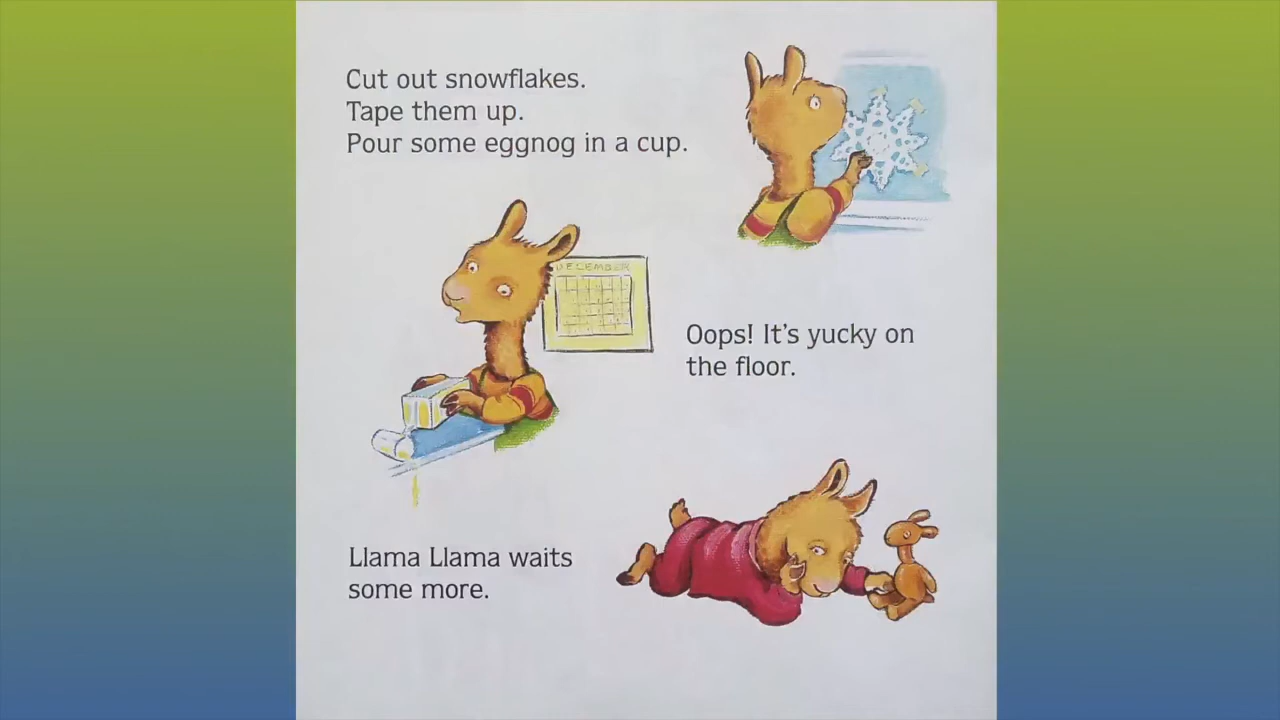 Cut out snowflakes.
Tape them up.
Pour some eggnog in a cup.
DECEMBER
Oops! It's yucky on
the floor.
Llama Llama waits
some more.